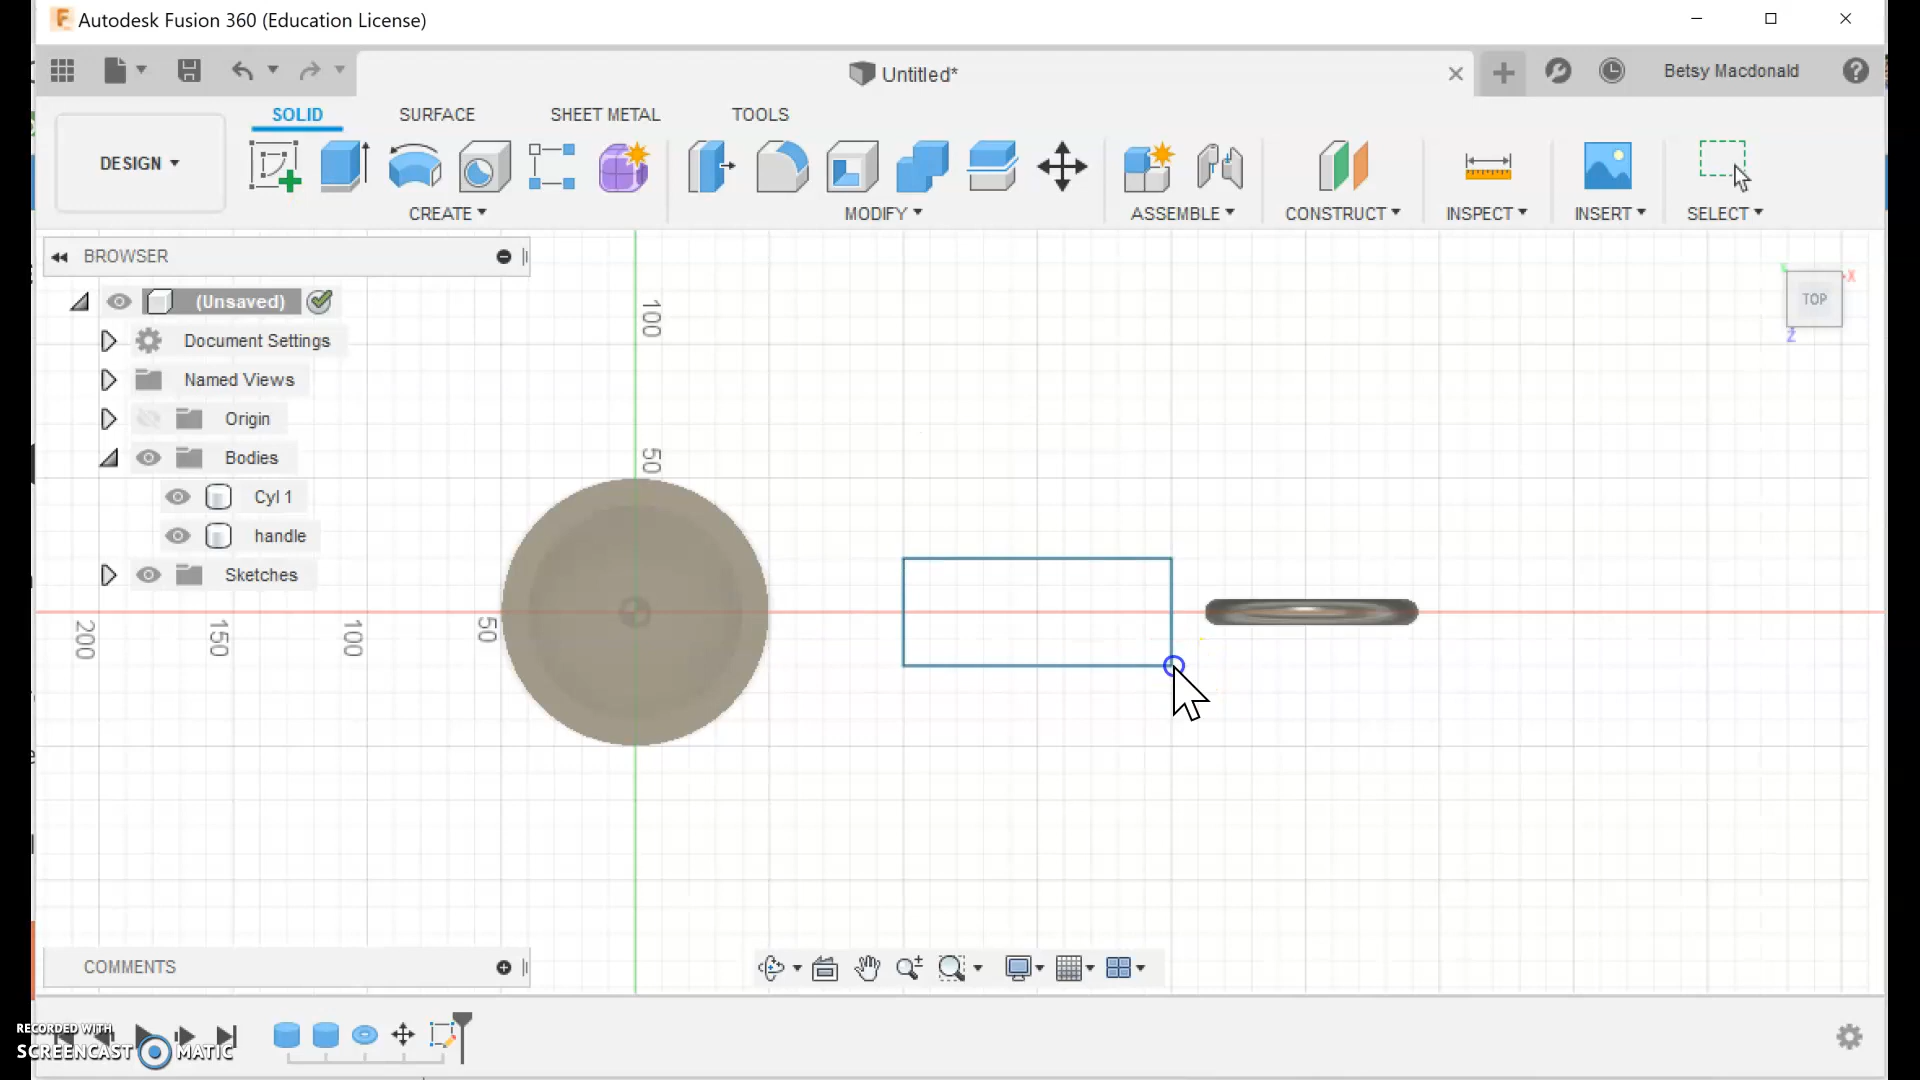 Autodesk Fusion 360 (Education License)
Untitled*
Betsy Macdonald
SOLID SURFACE SHEET METAL TOOLS
DESIGN
CREATE MODIFY ASSEMBLE CONSTRUCT INSPECT INSERT SELECT
BROWSER
(Unsaved)
Document Settings
Named Views
Origin
Bodies
Cyl 1
handle
Sketches
TOP
X
Z
100
50
50
100
150
200
COMMENTS
RECORDED WITH
SCREENCAST MATIC